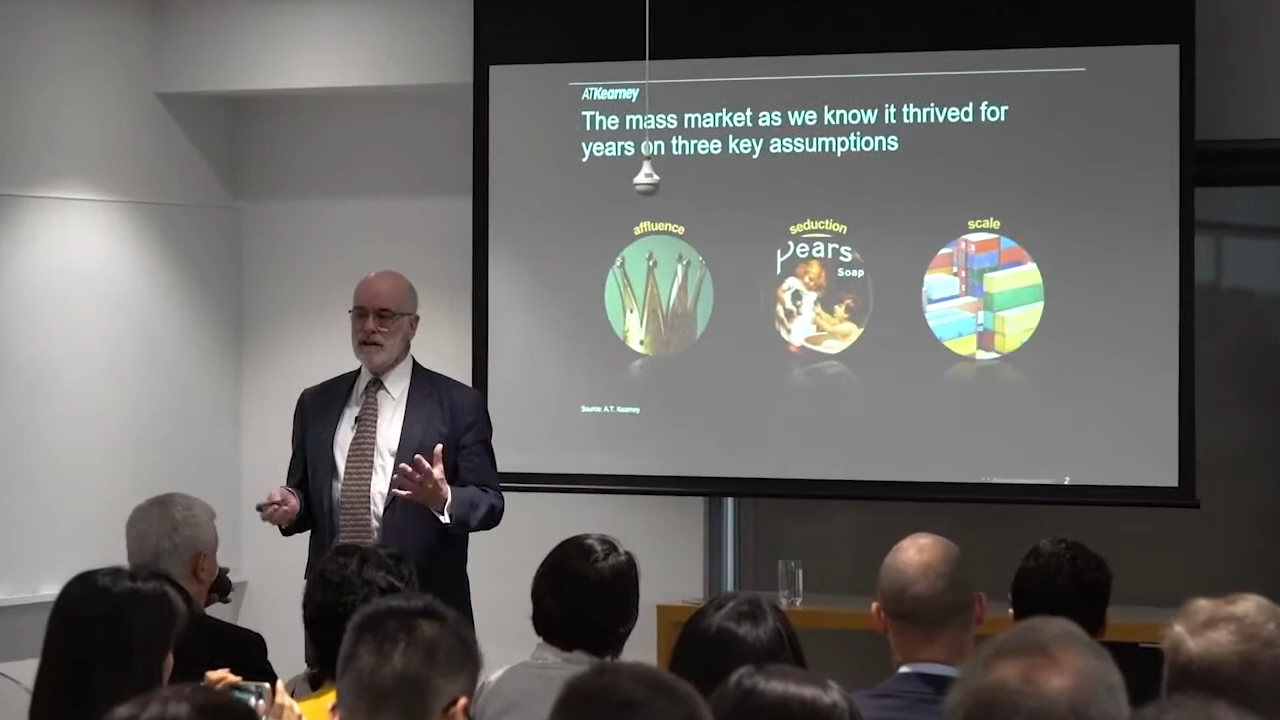 ATKearney
The mass market as we know it thrived for
years on three key assumptions
affluence
seduction
scale
Pears
Soap
Source: A.T. Kearney
2